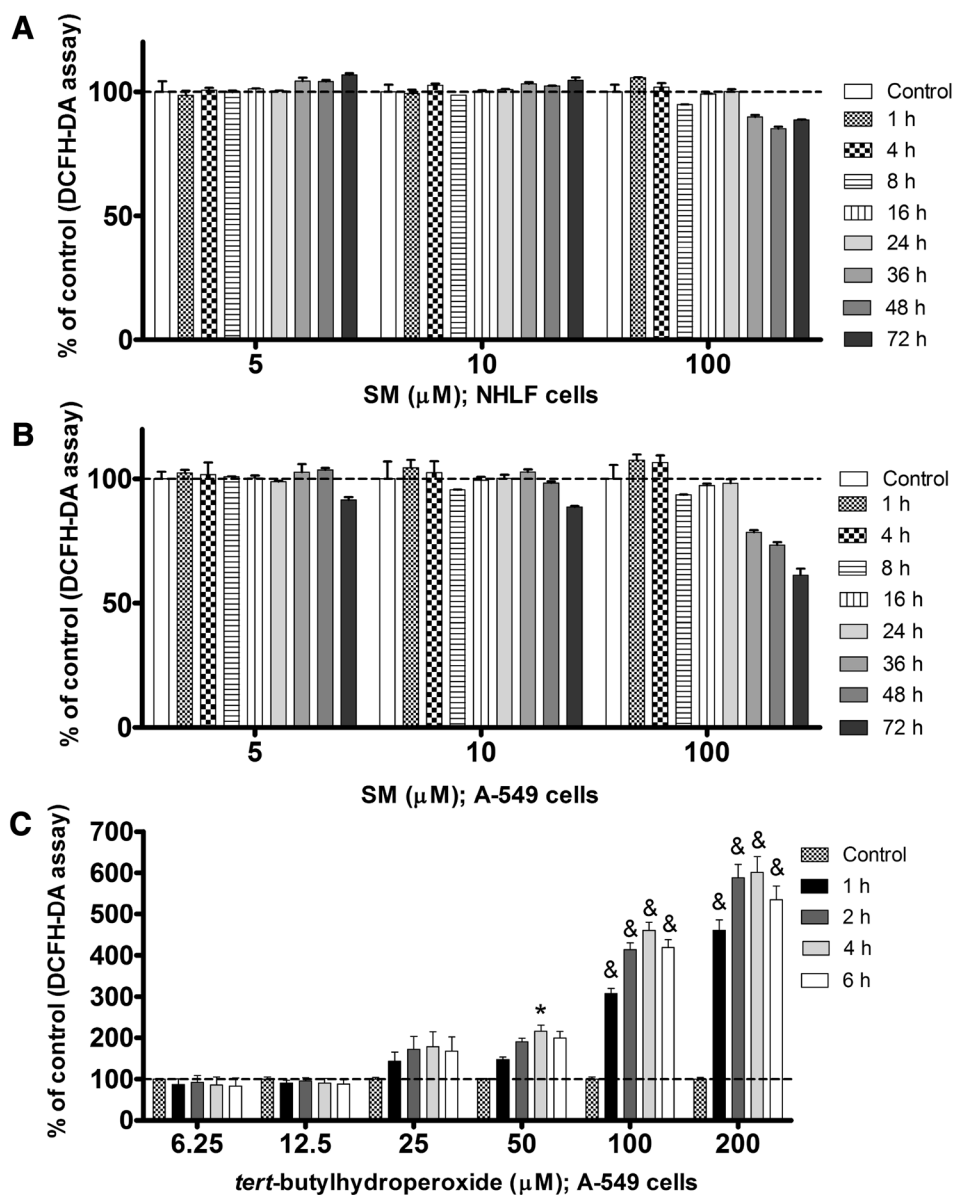 A
% of control (DCFH-DA assay)
100
50
0
5 10 100
SM (μM); NHLF cells
Control
1 h
4 h
8 h
16 h
24 h
36 h
48 h
72 h
B
% of control (DCFH-DA assay)
100
50
0
5 10 100
SM (μM); A-549 cells
Control
1 h
4 h
8 h
16 h
24 h
36 h
48 h
72 h
C
% of control (DCFH-DA assay)
700
600
500
400
300
200
100
0
* & & & & & & & &
6.25 12.5 25 50 100 200
tert-butylhydroperoxide (μM); A-549 cells
Control
1 h
2 h
4 h
6 h